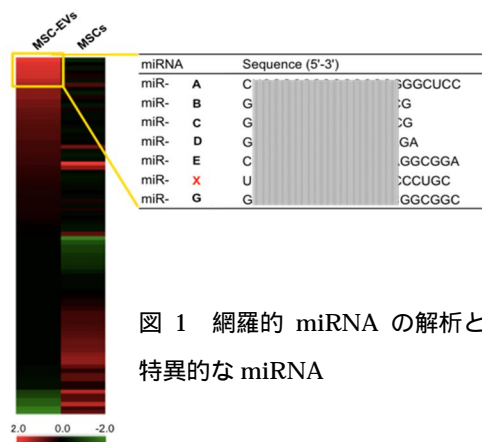 MSC-EVs MSCs
miRNA Sequence (5'-3')
miR- A C GGGCUCC
miR- B G CG
miR- C G CG
miR- D G GA
miR- E C AGGCGGA
miR- X U CCCUGC
miR- G G GGCGGC
図 1 網羅的 miRNA の解析と
特異的な miRNA
2.0 0.0 -2.0